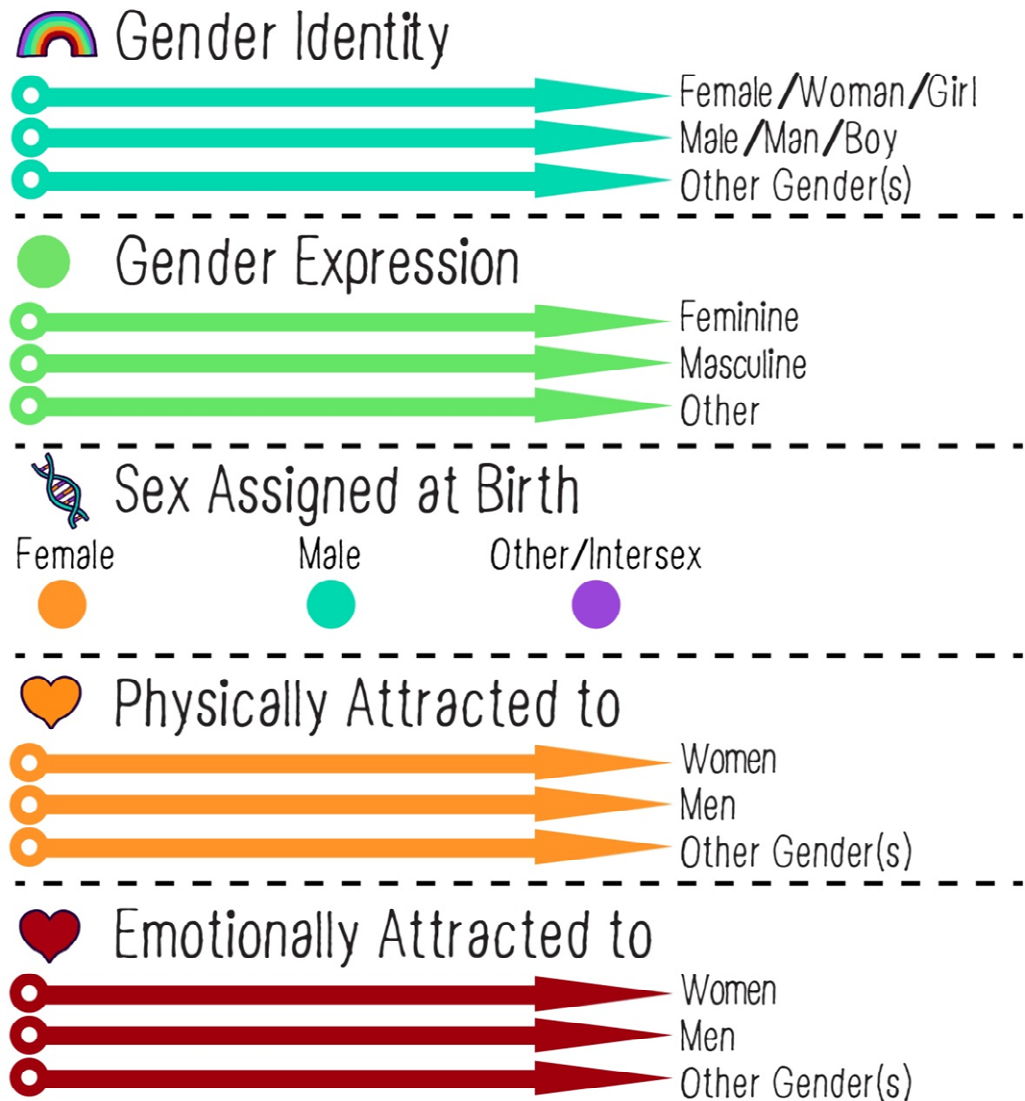 Gender Identity
Female/Woman/Girl
Male/Man/Boy
Other Gender(s)
Gender Expression
Feminine
Masculine
Other
Sex Assigned at Birth
Female Male Other/Intersex
Physically Attracted to
Women
Men
Other Gender(s)
Emotionally Attracted to
Women
Men
Other Gender(s)